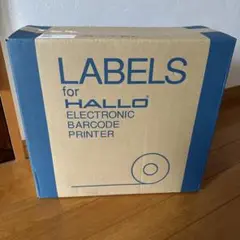 LABELS
for
HALLO
ELECTRONIC
BARCODE
PRINTER